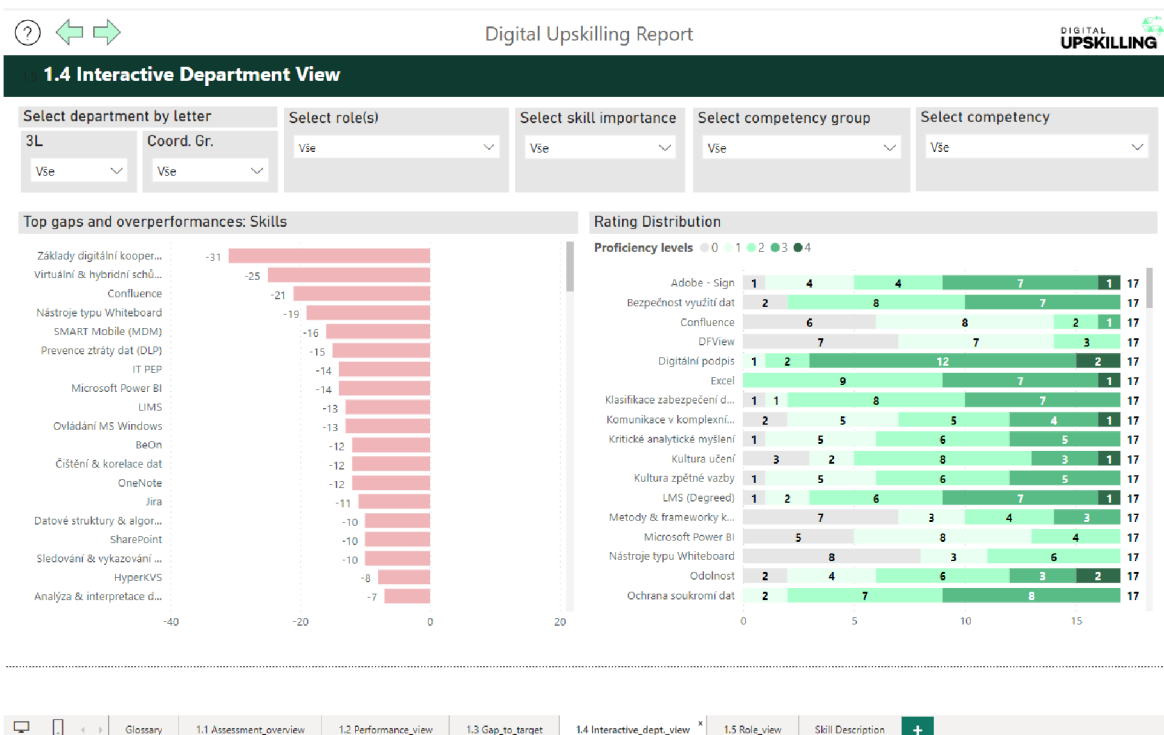 ?
Digital Upskilling Report
DIGITAL
UPSKILLING
1.4 Interactive Department View
Select department by letter
3L
Vše
Coord. Gr.
Vše
Select role(s)
Vše
Select skill importance
Vše
Select competency group
Vše
Select competency
Vše
Top gaps and overperformances: Skills
Základy digitální kooper... -31
Virtuální & hybridní schů... -25
Confluence -21
Nástroje typu Whiteboard -19
SMART Mobile (MDM) -16
Prevence ztráty dat (DLP) -15
IT PEP -14
Microsoft Power BI -14
LIMS -13
Ovládání MS Windows -13
BeOn -12
Čištění & korelace dat -12
OneNote -12
Jira -11
Datové struktury & algor... -10
SharePoint -10
Sledování & vykazování ... -10
HyperKVS -8
Analýza & interpretace d... -7
-40 -20 0 20
Rating Distribution
Proficiency levels 0 1 2 3 4
Adobe - Sign 1 4 4 7 1 17
Bezpečnost využití dat 2 8 7 17
Confluence 6 8 2 1 17
DFView 7 7 3 17
Digitální podpis 1 2 12 2 17
Excel 9 7 1 17
Klasifikace zabezpečení d... 1 1 8 7 17
Komunikace v komplexní... 2 5 5 4 1 17
Kritické analytické myšlení 1 5 6 5 17
Kultura učení 3 2 8 3 1 17
Kultura zpětné vazby 1 5 6 5 17
LMS (Degreed) 1 2 6 7 1 17
Metody & frameworky k... 7 3 4 3 17
Microsoft Power BI 5 8 4 17
Nástroje typu Whiteboard 8 3 6 17
Odolnost 2 4 6 3 2 17
Ochrana soukromí dat 2 7 8 17
0 5 10 15
Glossary 1.1 Assessment_overview 1.2 Performance_view 1.3 Gap_to_target 1.4 Interactive_dept._view 1.5 Role_view Skill Description +